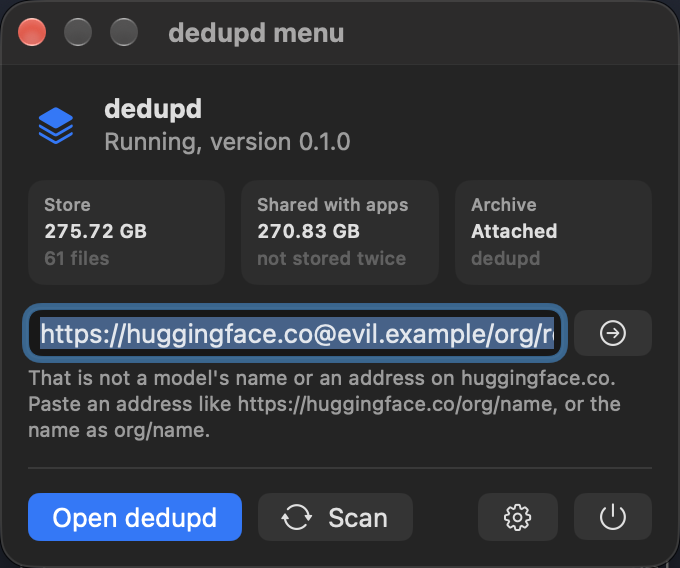 dedupd menu
dedupd
Running, version 0.1.0
Store
275.72 GB
61 files
Shared with apps
270.83 GB
not stored twice
Archive
Attached
dedupd
https://huggingface.co@evil.example/org/re
That is not a model's name or an address on huggingface.co.
Paste an address like https://huggingface.co/org/name, or the
name as org/name.
Open dedupd
Scan